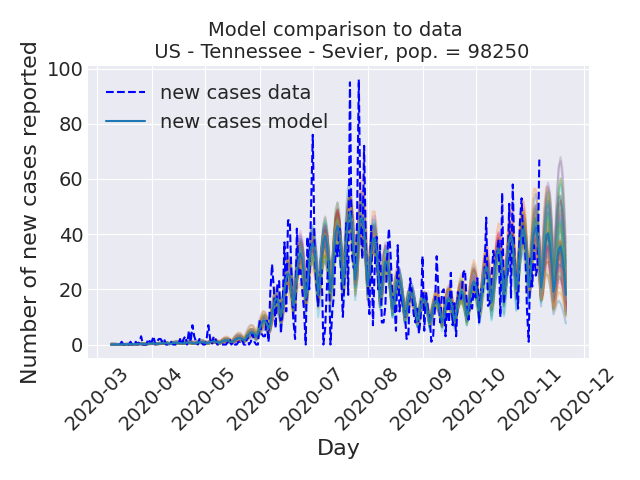 Model comparison to data
US - Tennessee - Sevier, pop. = 98250
Number of new cases reported
100
80
60
40
20
0
new cases data
new cases model
2020-03
2020-04
2020-05
2020-06
2020-07
2020-08
2020-09
2020-10
2020-11
2020-12
Day